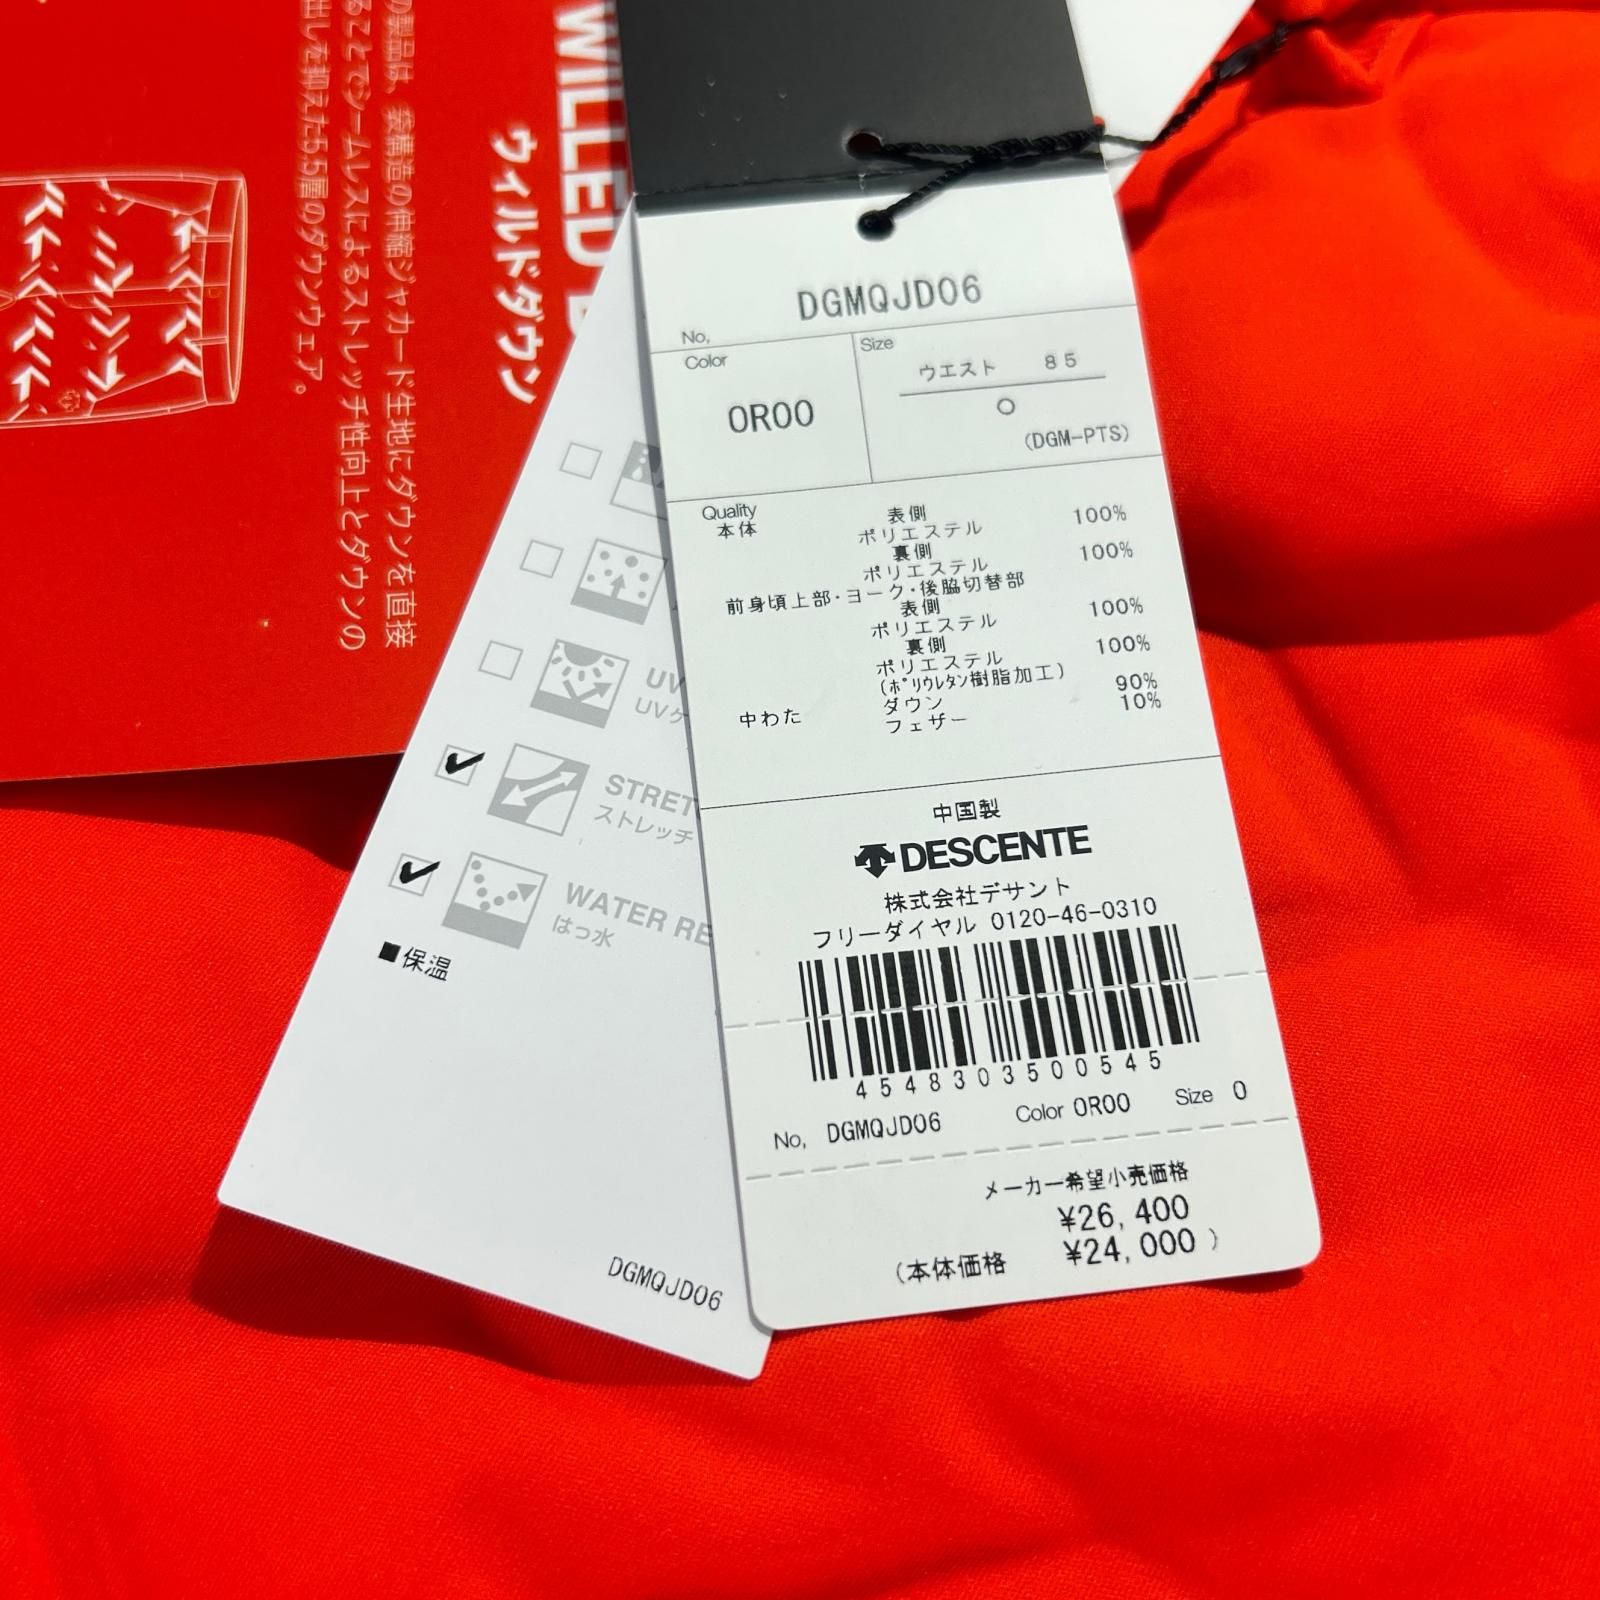 WILLED
ウィルドダウン
の製品は、袋構造の伸縮ジャカード生地にダウンを直接
ることでシームレスによるストレッチ性向上とダウンの
出しを抑えた5.5層のダウンウェア。
UV
UVケ
STRET
ストレッチ
WATER RE
はっ水
■保温
DGMQJD06
No, DGMQJD06
Color
0R00
Size
ウエスト 85
O
(DGM-PTS)
Quality
本体 表側
ポリエステル 100%
裏側
ポリエステル 100%
前身頃上部・ヨーク・後脇切替部
表側
ポリエステル 100%
裏側
ポリエステル 100%
(ポリウレタン樹脂加工)
中わた ダウン 90%
フェザー 10%
中国製
DESCENTE
株式会社デサント
フリーダイヤル 0120-46-0310
4548303500545
No, DGMQJD06 Color 0R00 Size O
メーカー希望小売価格
¥26,400
(本体価格 ¥24,000)